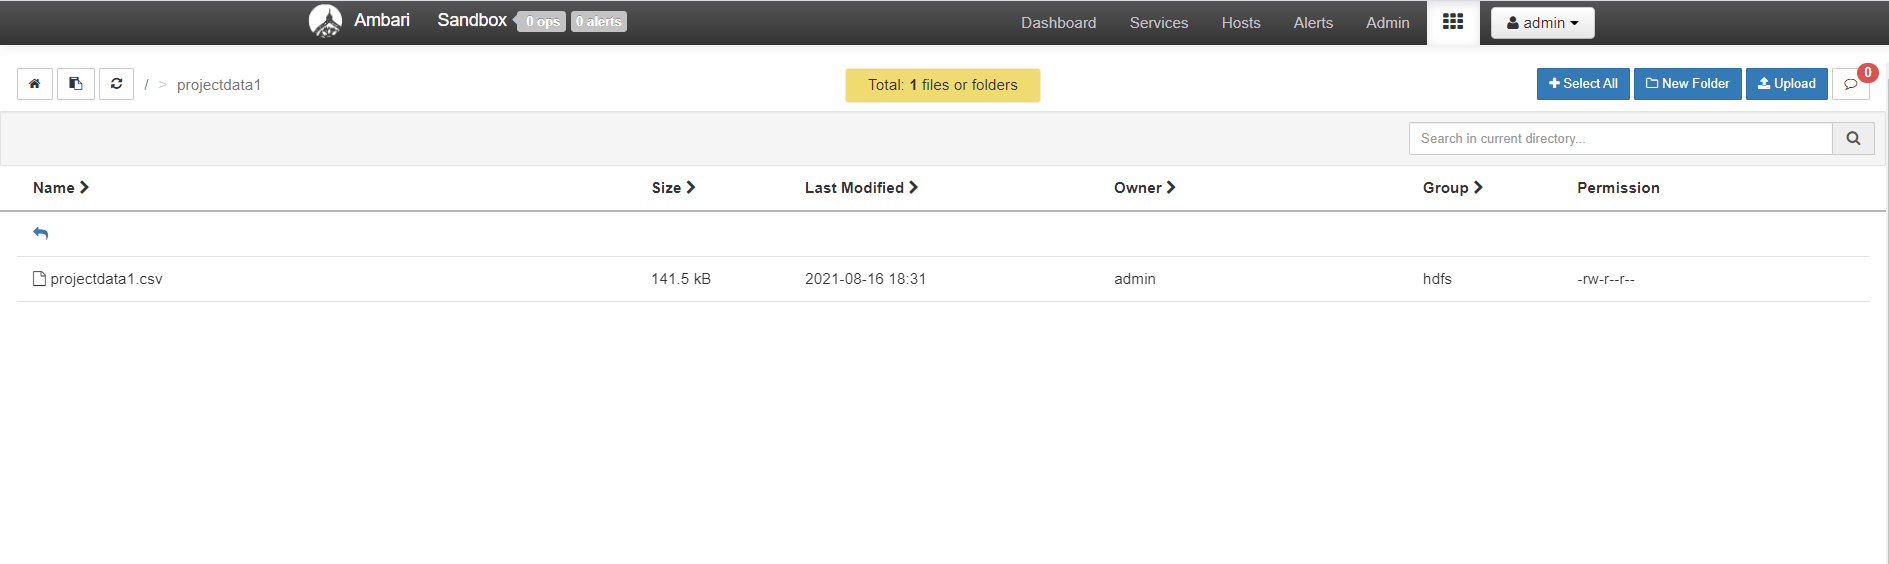 Ambari Sandbox 0 ops 0 alerts Dashboard Services Hosts Alerts Admin admin
/ > projectdata1 Total: 1 files or folders Select All New Folder Upload 0
Search in current directory...
Name Size Last Modified Owner Group Permission
projectdata1.csv 141.5 kB 2021-08-16 18:31 admin hdfs -rw-r--r--